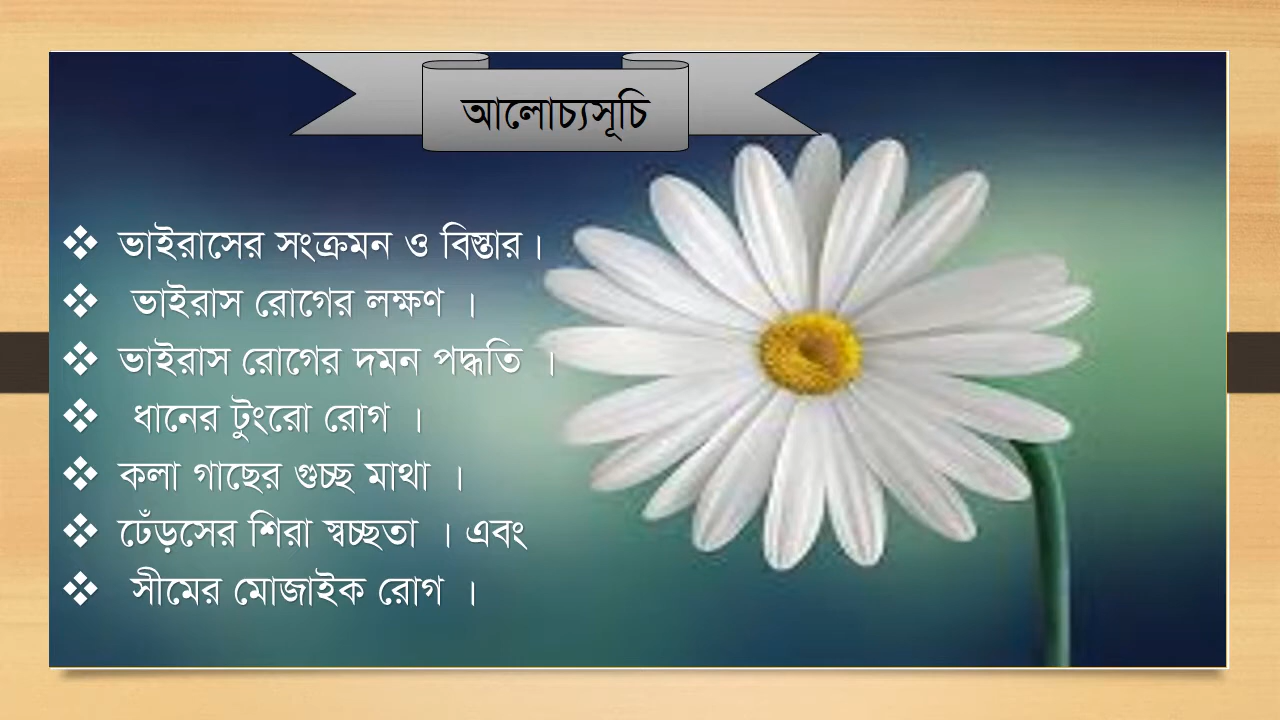 আলোচ্যসূচি
❖ ভাইরাসের সংক্রমন ও বিস্তার।
❖ ভাইরাস রোগের লক্ষণ ।
❖ ভাইরাস রোগের দমন পদ্ধতি ।
❖ ধানের টুংরো রোগ ।
❖ কলা গাছের গুচ্ছ মাথা ।
❖ ঢেঁড়সের শিরা স্বচ্ছতা । এবং
❖ সীমের মোজাইক রোগ ।